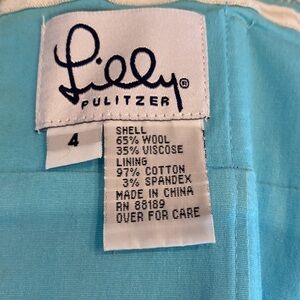 Lilly®
PULITZER
4
SHELL
65% WOOL
35% VISCOSE
LINING
97% COTTON
3% SPANDEX
MADE IN CHINA
RN 88189
OVER FOR CARE